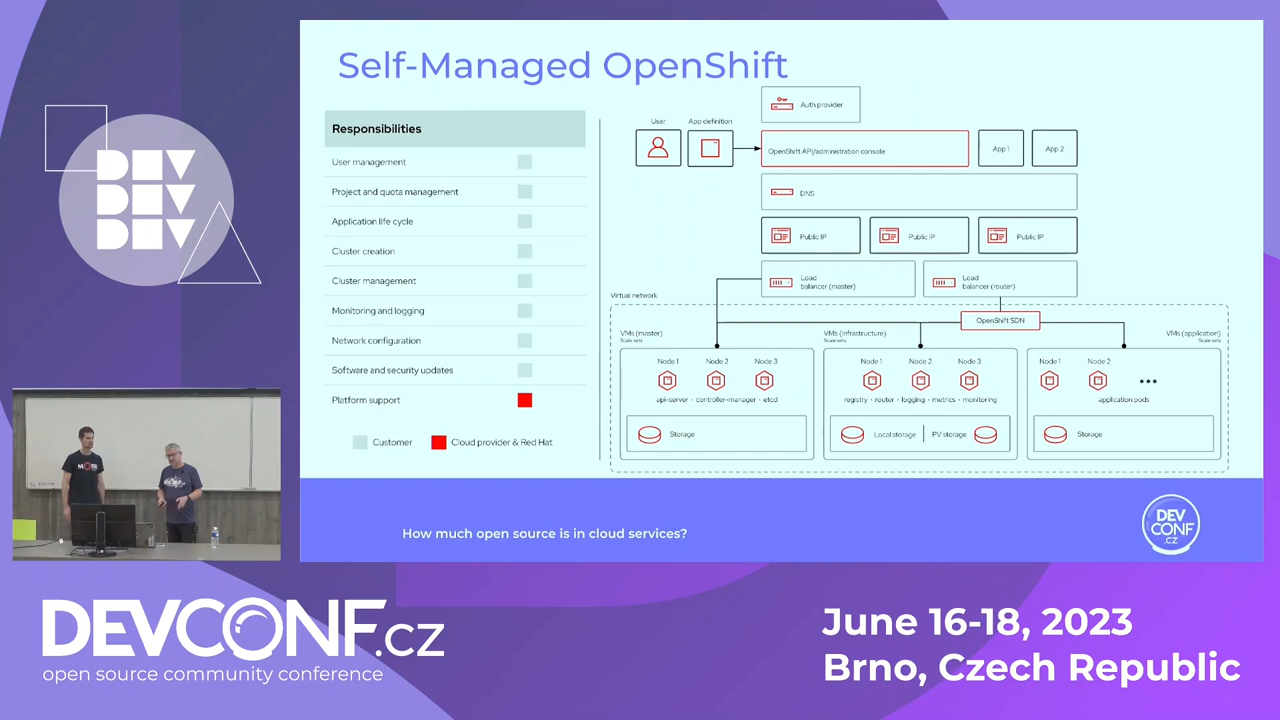 Self-Managed OpenShift
Responsibilities
User management
Project and quota management
Application life cycle
Cluster creation
Cluster management
Monitoring and logging
Network configuration
Software and security updates
Platform support
Customer
Cloud provider & Red Hat
Auth provider
User
App definition
OpenShift API/administration console
App 1
App 2
DNS
Public IP
Public IP
Public IP
Load
balancer (master)
Load
balancer (router)
Virtual network
OpenShift SDN
VMs (master)
Scale sets
Node 1
Node 2
Node 3
api-server · controller-manager · etcd
Storage
VMs (infrastructure)
Scale sets
Node 1
Node 2
Node 3
registry · router · logging · metrics · monitoring
Local storage
PV storage
VMs (application)
Scale sets
Node 1
Node 2
•••
application pods
Storage
How much open source is in cloud services?
DEV
CONF
.CZ
DEV
DEV
DEV
DEVCONF.cz
open source community conference
June 16-18, 2023
Brno, Czech Republic